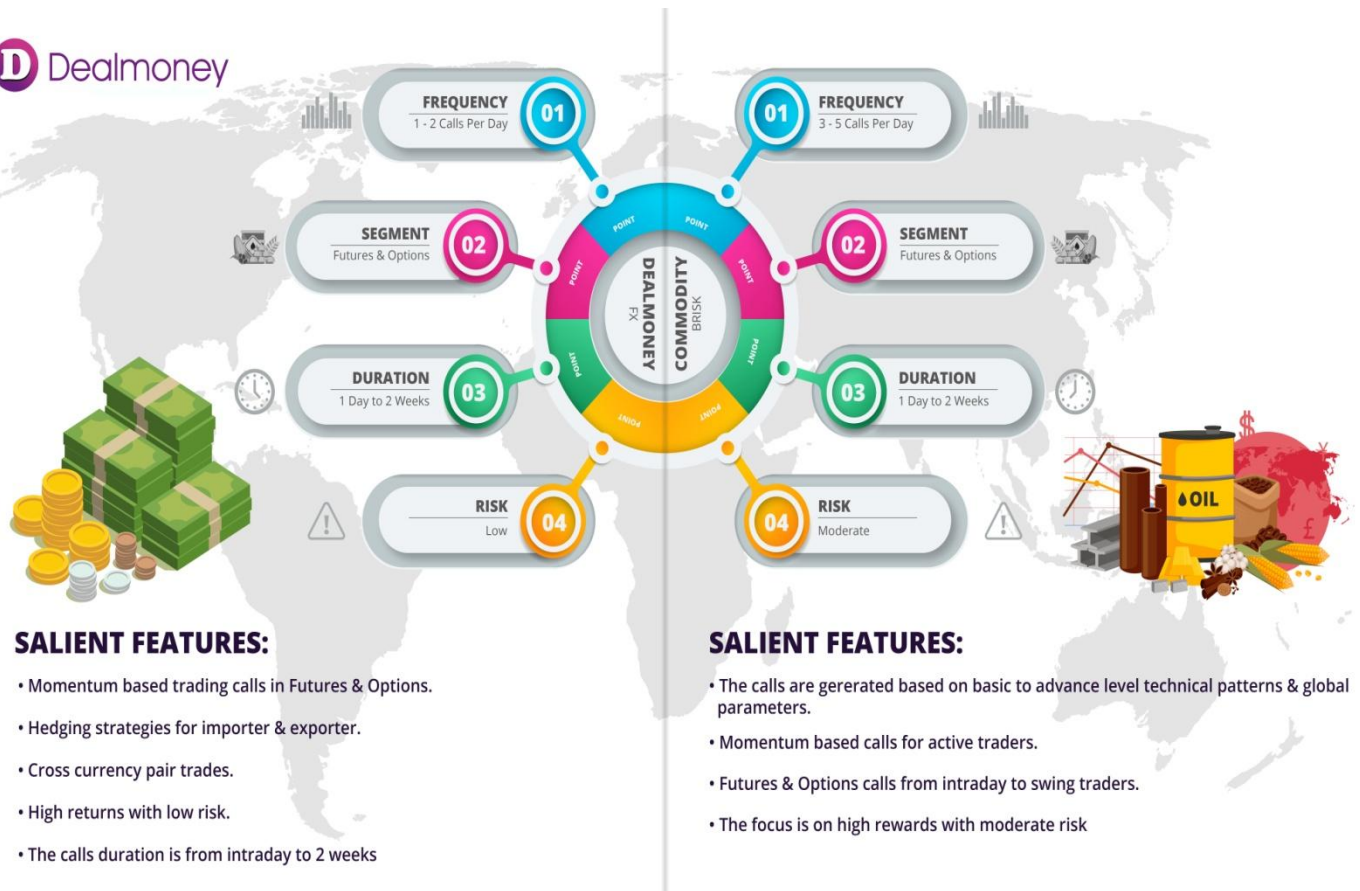 D Dealmoney
FREQUENCY
1 - 2 Calls Per Day
01
SEGMENT
Futures & Options
02
DURATION
1 Day to 2 Weeks
03
RISK
Low
04
POINT
POINT
POINT
POINT
DEALMONEY
FX
COMMODITY
BRISK
POINT
POINT
POINT
POINT
01
FREQUENCY
3 - 5 Calls Per Day
02
SEGMENT
Futures & Options
03
DURATION
1 Day to 2 Weeks
04
RISK
Moderate
$
¥
OIL
£
SALIENT FEATURES:
• Momentum based trading calls in Futures & Options.
• Hedging strategies for importer & exporter.
• Cross currency pair trades.
• High returns with low risk.
• The calls duration is from intraday to 2 weeks
SALIENT FEATURES:
• The calls are gererated based on basic to advance level technical patterns & global
parameters.
• Momentum based calls for active traders.
• Futures & Options calls from intraday to swing traders.
• The focus is on high rewards with moderate risk